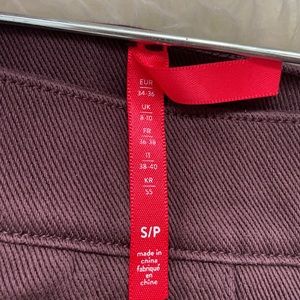 EUR
34-36
UK
8-10
FR
36-38
IT
38-40
KR
55
S/P
made in
china
fabriqué
en
china